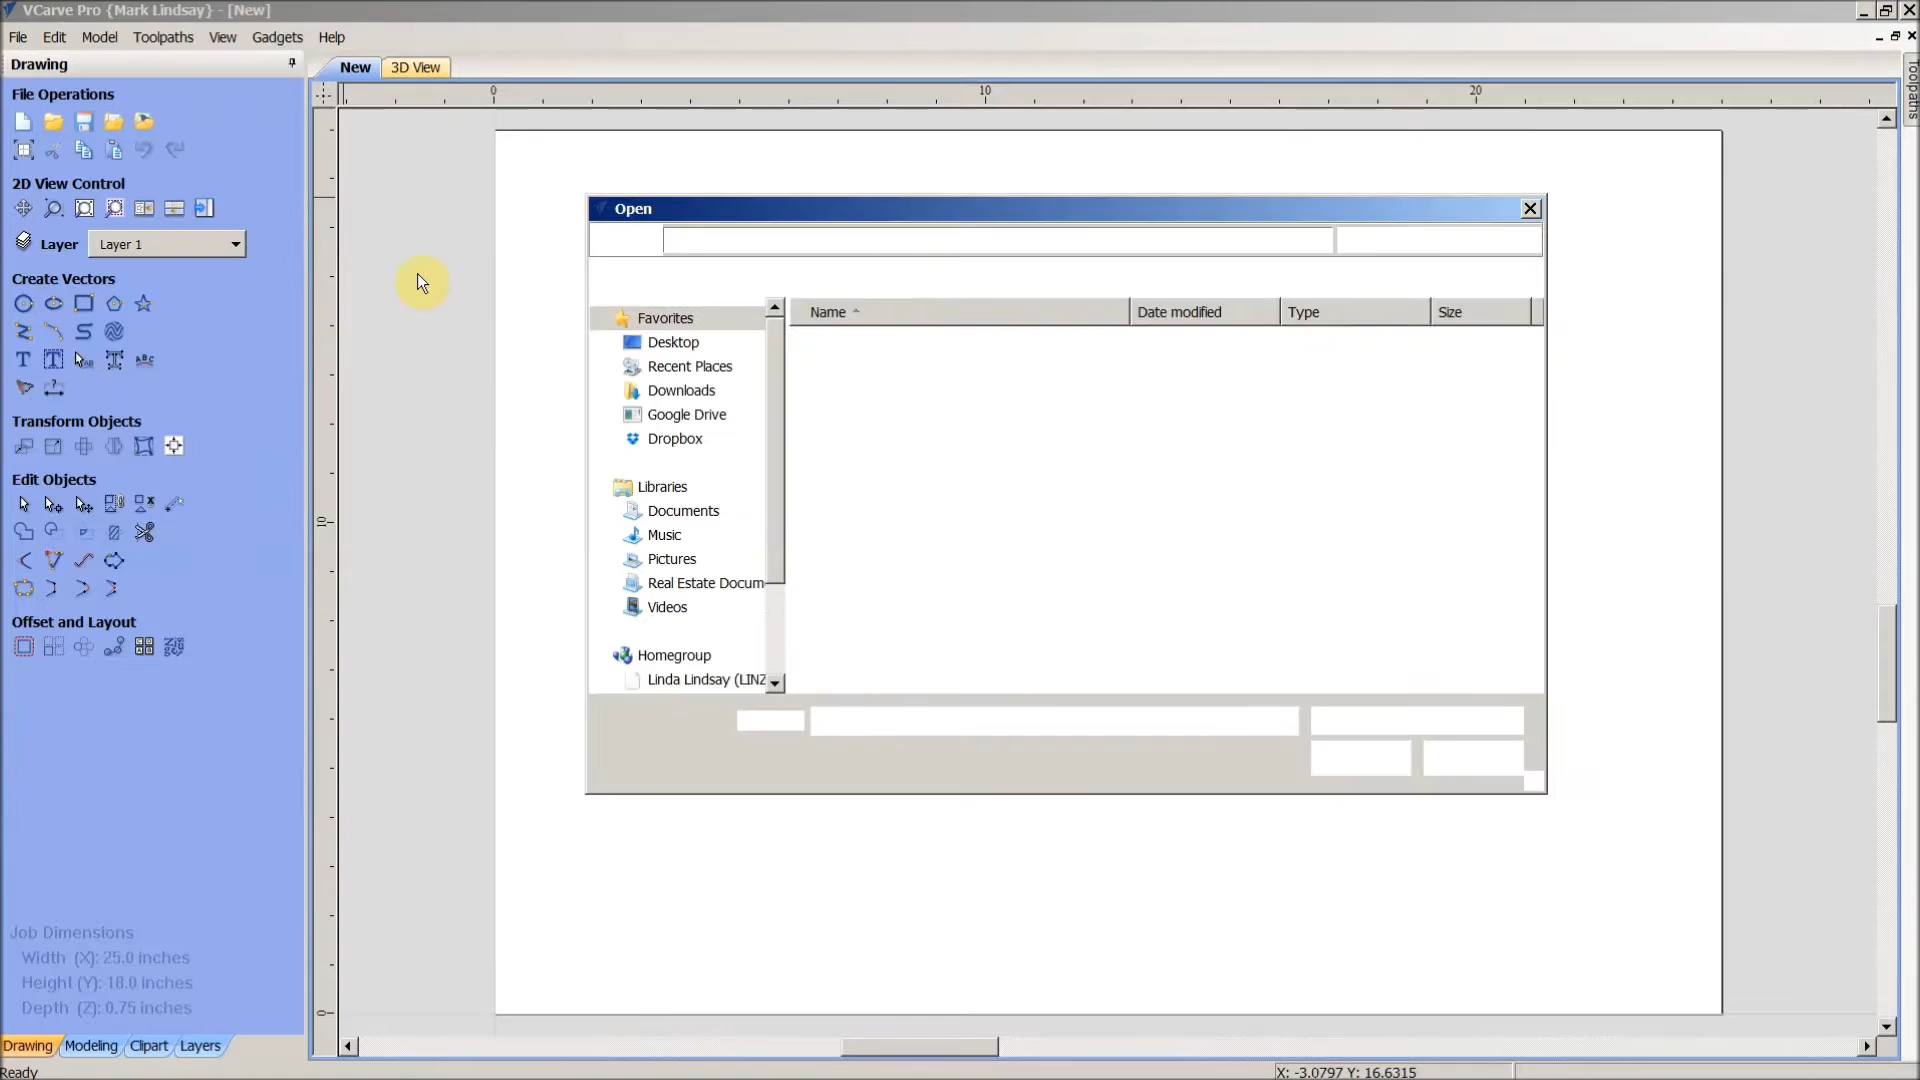 VCarve Pro {Mark Lindsay} - [New]
File Edit Model Toolpaths View Gadgets Help
Drawing
New
3D View
Toolpaths
File Operations
0
10
20
2D View Control
Layer
Layer 1
Create Vectors
Transform Objects
Edit Objects
Offset and Layout
10
0
Open
Name
Date modified
Type
Size
Favorites
Desktop
Recent Places
Downloads
Google Drive
Dropbox
Libraries
Documents
Music
Pictures
Real Estate Docum
Videos
Homegroup
Linda Lindsay (LINZ
Job Dimensions
Width (X): 25.0 inches
Height (Y): 18.0 inches
Depth (Z): 0.75 inches
Drawing Modeling Clipart Layers
Ready
X: -3.0797 Y: 16.6315